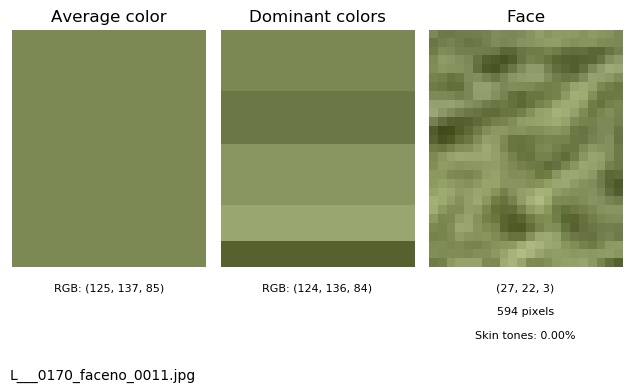 Average color
Dominant colors
Face
RGB: (125, 137, 85)
RGB: (124, 136, 84)
(27, 22, 3)
594 pixels
Skin tones: 0.00%
L___0170_faceno_0011.jpg